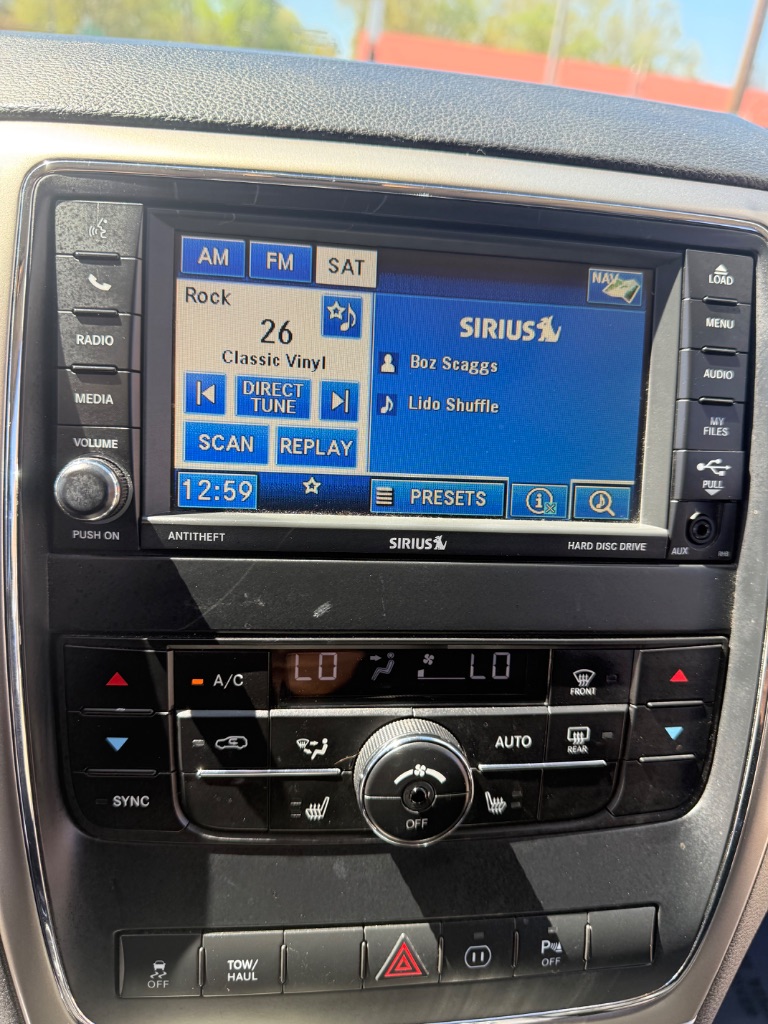 AM FM SAT NAV
Rock
26
Classic Vinyl
SIRIUS
Boz Scaggs
Lido Shuffle
DIRECT
TUNE
SCAN REPLAY
12:59 PRESETS
RADIO
MEDIA
VOLUME
PUSH ON
LOAD
MENU
AUDIO
MY
FILES
PULL
AUX
ANTITHEFT SIRIUS HARD DISC DRIVE
A/C LO LO FRONT
AUTO REAR
SYNC OFF
OFF
TOW/
HAUL
P
OFF